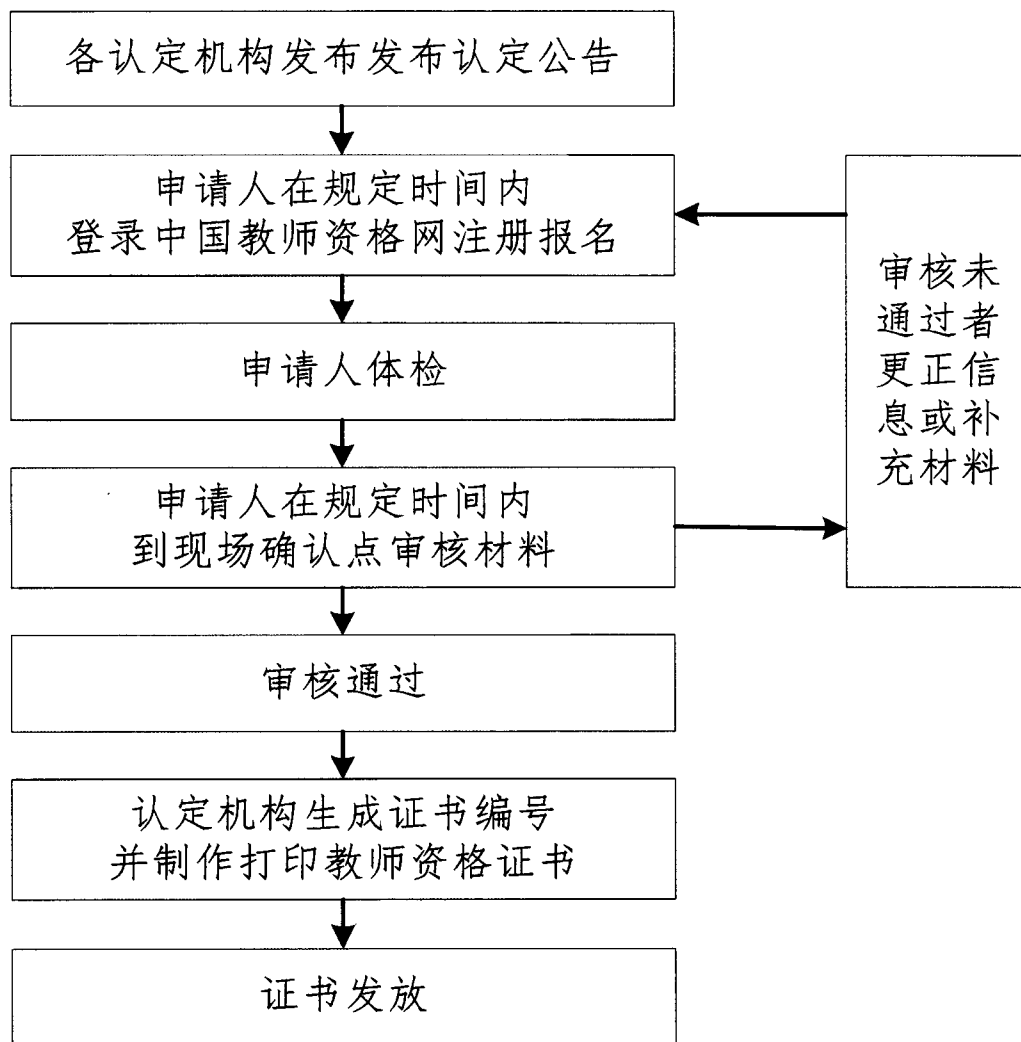 各认定机构发布发布认定公告
申请人在规定时间内
登录中国教师资格网注册报名
申请人体检
申请人在规定时间内
到现场确认点审核材料
审核未
通过者
更正信
息或补
充材料
审核通过
认定机构生成证书编号
并制作打印教师资格证书
证书发放